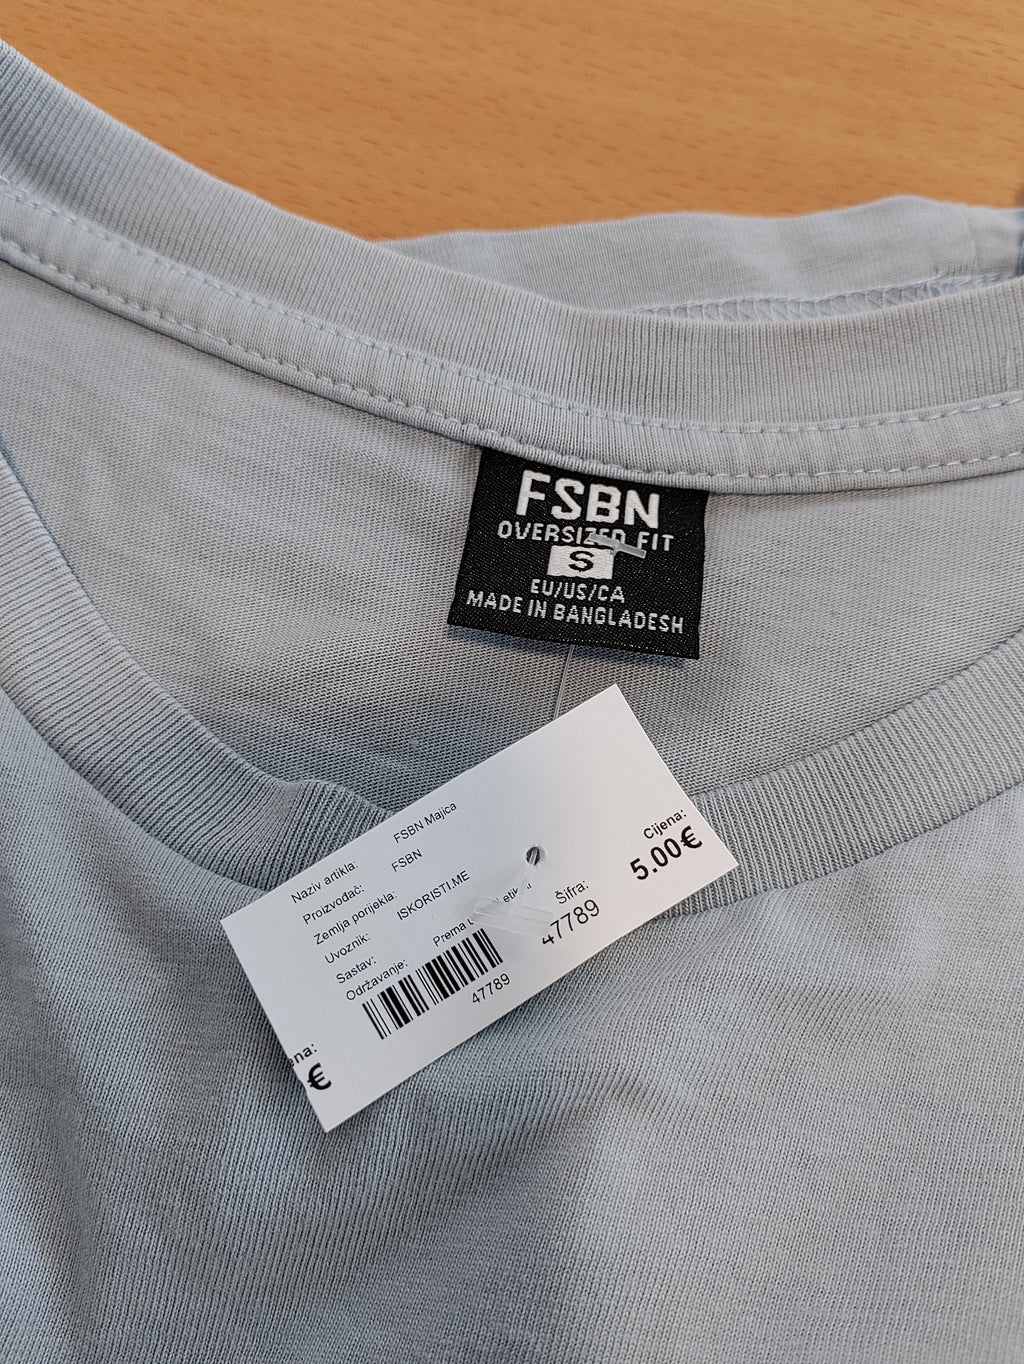 FSBN
OVERSIZED FIT
S
EU/US/CA
MADE IN BANGLADESH
Naziv artikla: FSBN Majica
Proizvođač: FSBN
Zemlja porijekla:
Uvoznik: ISKORISTI.ME
Sastav:
Održavanje: Prema
47789
Šifra:
47789
Cijena:
5.00€
ena:
€